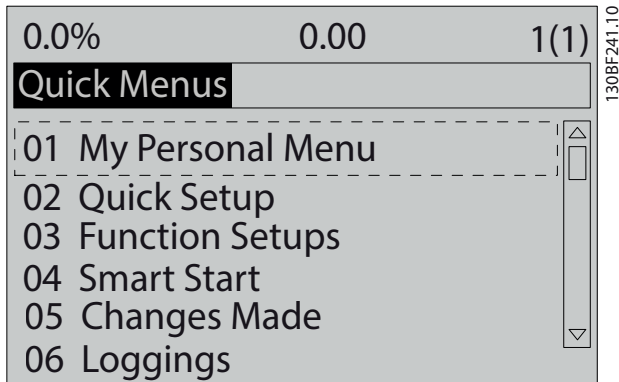 0.0% 0.00 1(1)
Quick Menus
01 My Personal Menu
02 Quick Setup
03 Function Setups
04 Smart Start
05 Changes Made
06 Loggings
130BF241.10